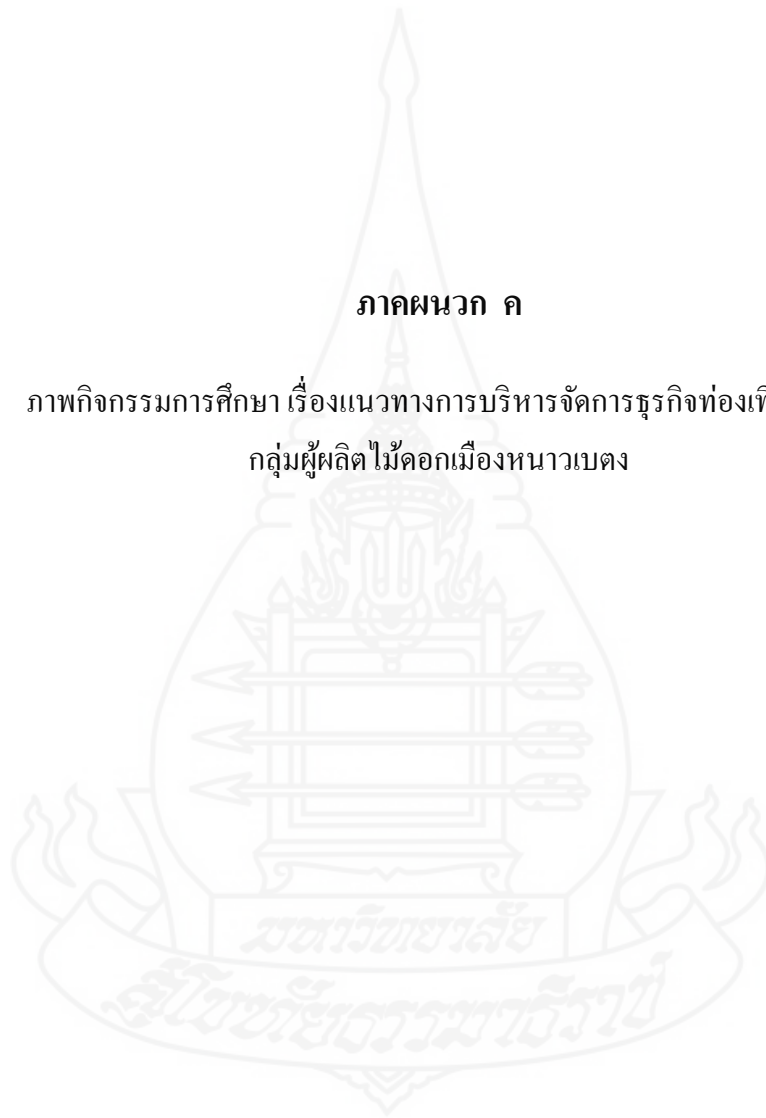 ภาคผนวก ค
ภาพกิจกรรมการศึกษา เรื่องแนวทางการบริหารจัดการธุรกิจ
กลุ่มผู้ผลิตไม้ดอกเมืองหนาวเบตง
มหาวิทยาลัย
สุโขทัยธรรมาธิราช